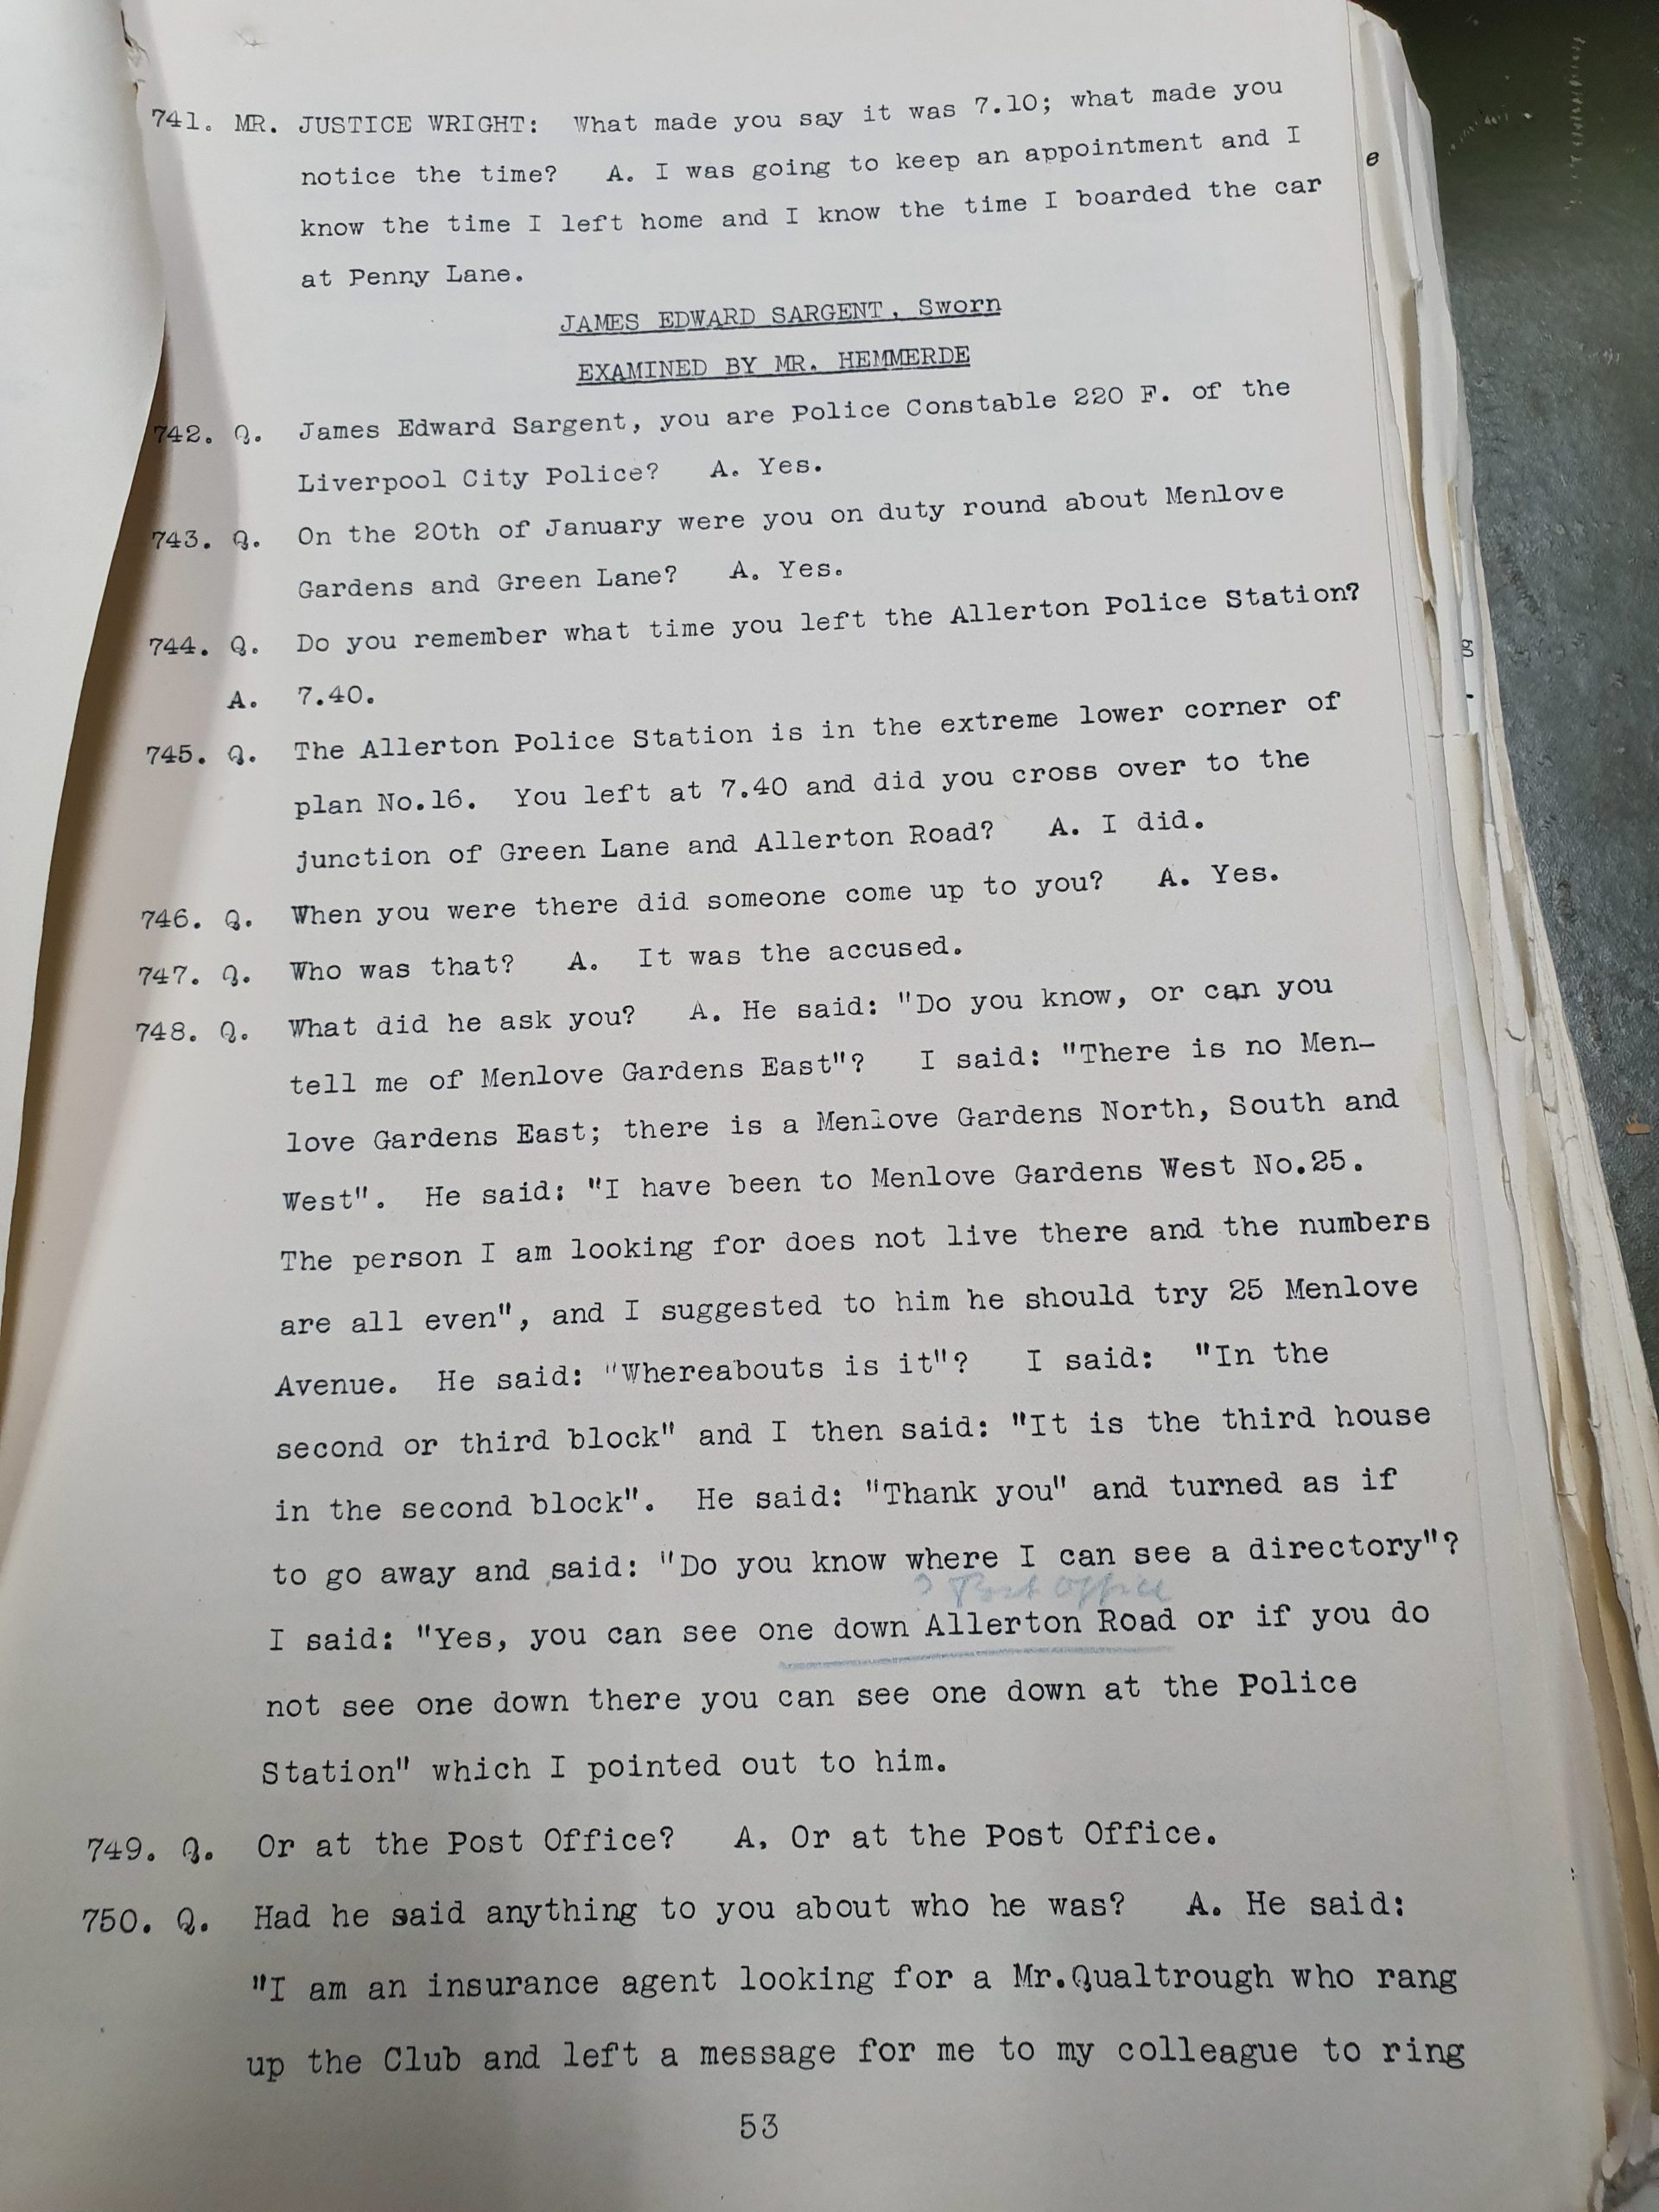 741. MR. JUSTICE WRIGHT: What made you say it was 7.10; what made you
notice the time? A. I was going to keep an appointment and I
know the time I left home and I know the time I boarded the car
at Penny Lane.
JAMES EDWARD SARGENT, Sworn
EXAMINED BY MR. HEMMERDE
742. Q. James Edward Sargent, you are Police Constable 220 F. of the
Liverpool City Police? A. Yes.
743. Q. On the 20th of January were you on duty round about Menlove
Gardens and Green Lane? A. Yes.
744. Q. Do you remember what time you left the Allerton Police Station?
A. 7.40.
745. Q. The Allerton Police Station is in the extreme lower corner of
plan No.16. You left at 7.40 and did you cross over to the
junction of Green Lane and Allerton Road? A. I did.
746. Q. When you were there did someone come up to you? A. Yes.
747. Q. Who was that? A. It was the accused.
748. Q. What did he ask you? A. He said: "Do you know, or can you
tell me of Menlove Gardens East"? I said: "There is no Men-
love Gardens East; there is a Menlove Gardens North, South and
West". He said: "I have been to Menlove Gardens West No.25.
The person I am looking for does not live there and the numbers
are all even", and I suggested to him he should try 25 Menlove
Avenue. He said: "Whereabouts is it"? I said: "In the
second or third block" and I then said: "It is the third house
in the second block". He said: "Thank you" and turned as if
to go away and said: "Do you know where I can see a directory"?
? Post Office
I said: "Yes, you can see one down Allerton Road or if you do
not see one down there you can see one down at the Police
Station" which I pointed out to him.
749. Q. Or at the Post Office? A. Or at the Post Office.
750. Q. Had he said anything to you about who he was? A. He said:
"I am an insurance agent looking for a Mr.Qualtrough who rang
up the Club and left a message for me to my colleague to ring
53